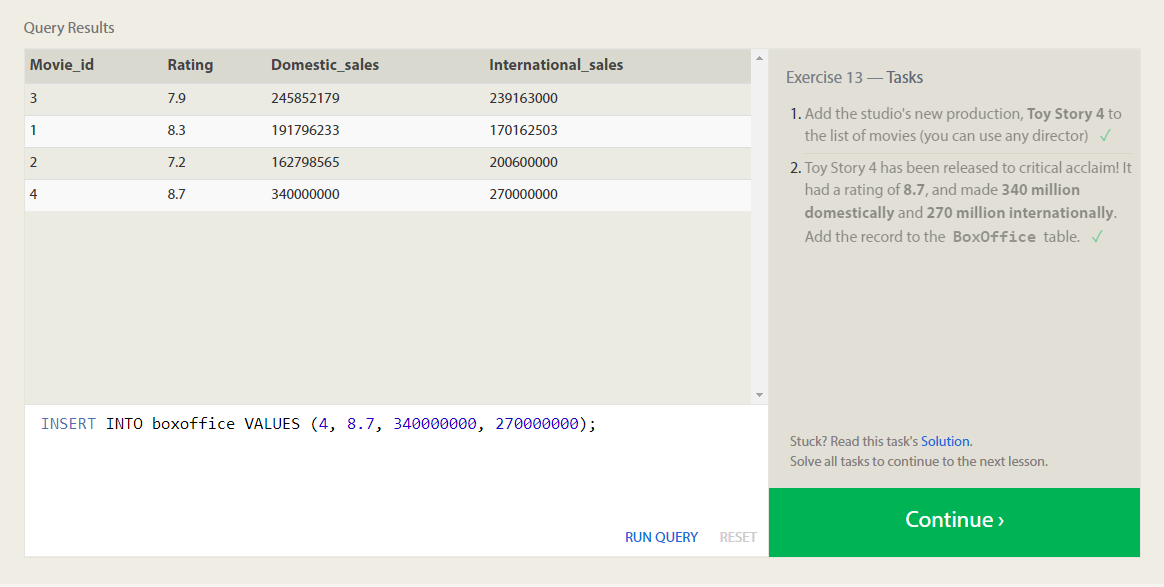 Query Results
Movie_id Rating Domestic_sales International_sales
3 7.9 245852179 239163000
1 8.3 191796233 170162503
2 7.2 162798565 200600000
4 8.7 340000000 270000000
INSERT INTO boxoffice VALUES (4, 8.7, 340000000, 270000000);
RUN QUERY RESET
Exercise 13 — Tasks
1. Add the studio's new production, Toy Story 4 to
the list of movies (you can use any director) ✓
2. Toy Story 4 has been released to critical acclaim! It
had a rating of 8.7, and made 340 million
domestically and 270 million internationally.
Add the record to the BoxOffice table. ✓
Stuck? Read this task's Solution.
Solve all tasks to continue to the next lesson.
Continue ›